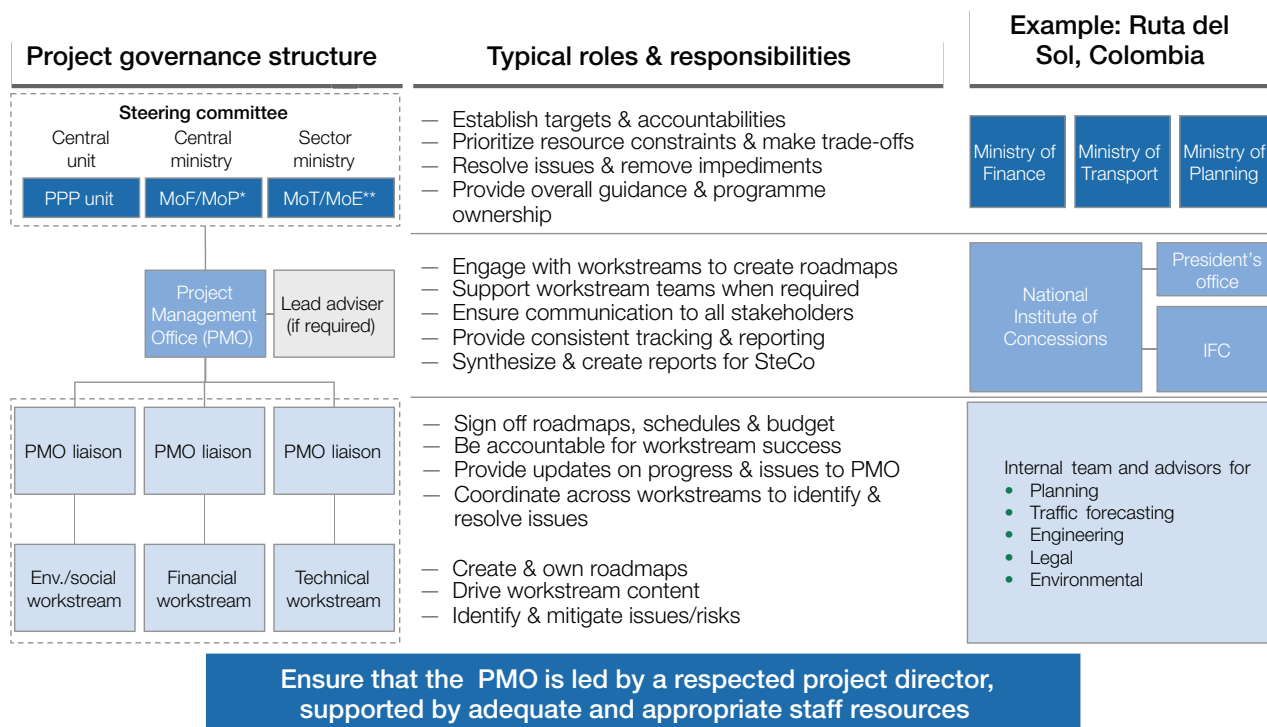 Project governance structure
Typical roles & responsibilities
Example: Ruta del
Sol, Colombia
Steering committee
Central
unit
Central
ministry
Sector
ministry
PPP unit
MoF/MoP*
MoT/MoE**
— Establish targets & accountabilities
— Prioritize resource constraints & make trade-offs
— Resolve issues & remove impediments
— Provide overall guidance & programme
ownership
Ministry of
Finance
Ministry of
Transport
Ministry of
Planning
Project
Management
Office (PMO)
Lead adviser
(if required)
— Engage with workstreams to create roadmaps
— Support workstream teams when required
— Ensure communication to all stakeholders
— Provide consistent tracking & reporting
— Synthesize & create reports for SteCo
National
Institute of
Concessions
President's
office
IFC
PMO liaison
PMO liaison
PMO liaison
— Sign off roadmaps, schedules & budget
— Be accountable for workstream success
— Provide updates on progress & issues to PMO
— Coordinate across workstreams to identify &
resolve issues
Internal team and advisors for
• Planning
• Traffic forecasting
• Engineering
• Legal
• Environmental
Env./social
workstream
Financial
workstream
Technical
workstream
— Create & own roadmaps
— Drive workstream content
— Identify & mitigate issues/risks
Ensure that the PMO is led by a respected project director,
supported by adequate and appropriate staff resources